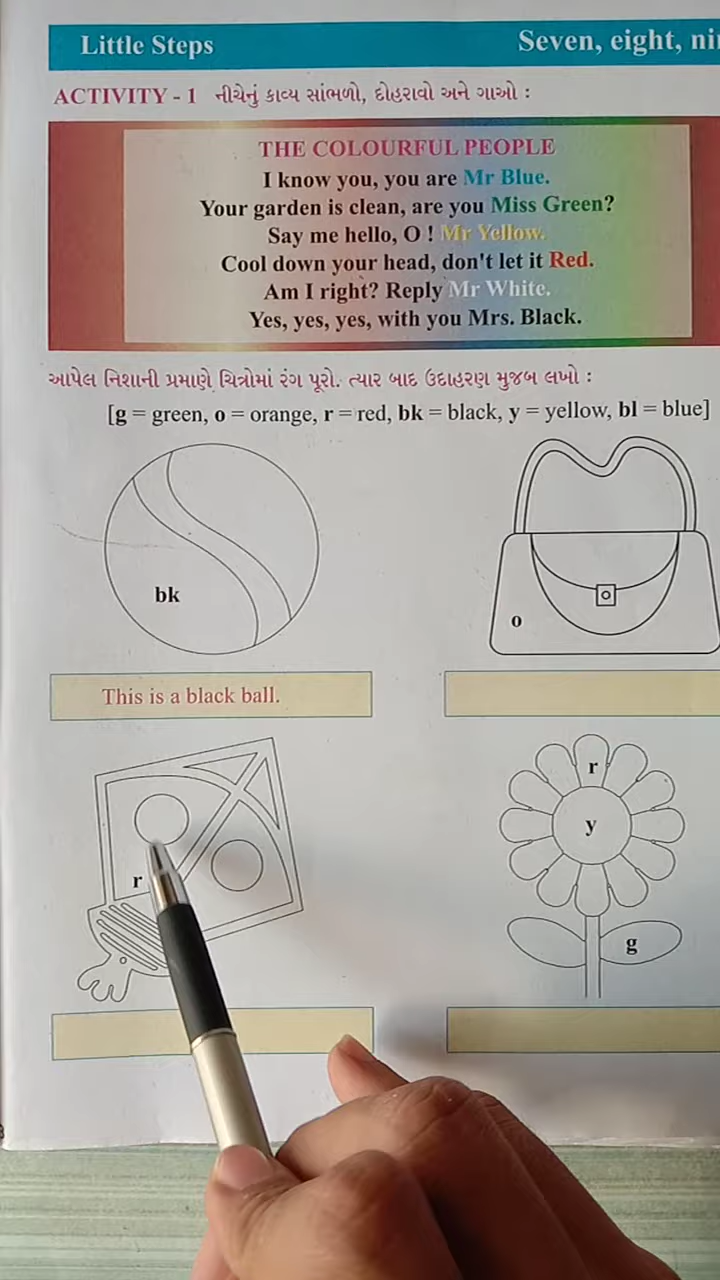 Little Steps
Seven, eight,
ACTIVITY - 1 નીચેનું કાવ્ય સાંભળો, દોહરાવો અને ગાઓ :
THE COLOURFUL PEOPLE
I know you, you are Mr Blue.
Your garden is clean, are you Miss Green?
Say me hello, O ! Mr Yellow.
Cool down your head, don't let it Red.
Am I right? Reply Mr White.
Yes, yes, yes, with you Mrs. Black.
આપેલ નિશાની પ્રમાણે ચિત્રોમાં રંગ પૂરો. ત્યાર બાદ ઉદાહરણ મુજબ લખો :
[g = green, o = orange, r = red, bk = black, y = yellow, bl = blue]
bk
o
This is a black ball.
r
r
y
g